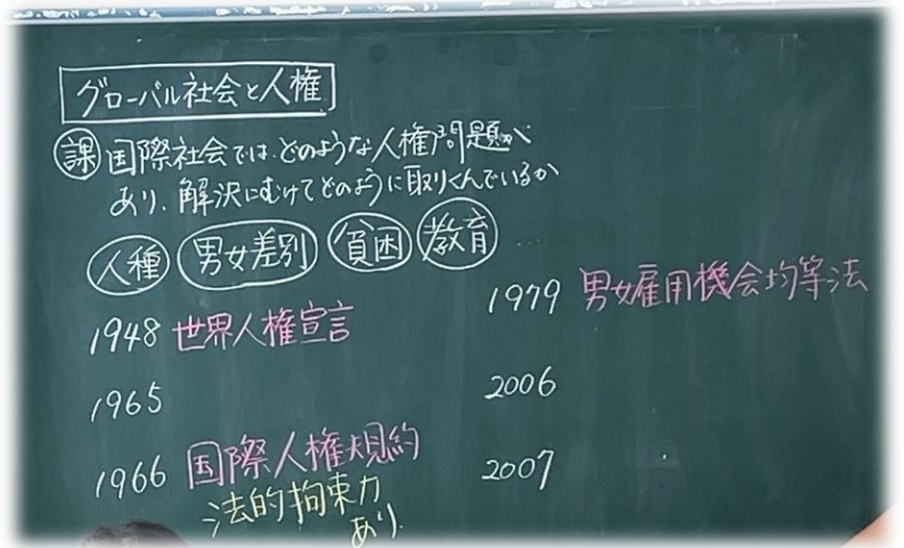 グローバル社会と人権
課 国際社会では、どのような人権問題が
あり、解決にむけてどのように取りくんでいるか
人種 男女差別 貧困 教育 …
1948 世界人権宣言
1965
1966 国際人権規約
法的拘束力
あり.
1979 男女雇用機会均等法
2006
2007